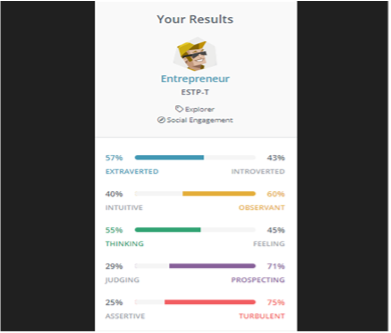 Your Results
Entrepreneur
ESTP-T
Explorer
Social Engagement
57% 43%
EXTRAVERTED INTROVERTED
40% 60%
INTUITIVE OBSERVANT
55% 45%
THINKING FEELING
29% 71%
JUDGING PROSPECTING
25% 75%
ASSERTIVE TURBULENT